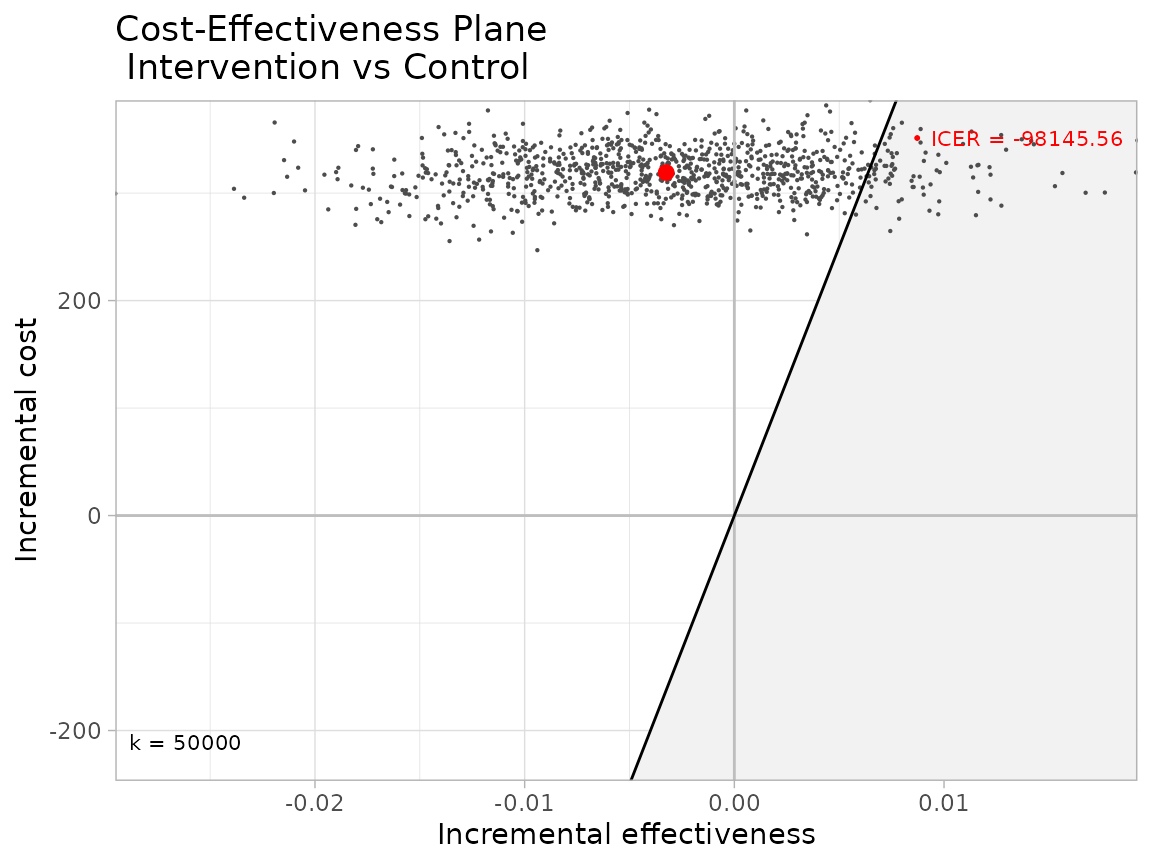 Cost-Effectiveness Plane
Intervention vs Control
ICER = -98145.56
Incremental cost
200
0
-200
k = 50000
-0.02
-0.01
0.00
0.01
Incremental effectiveness